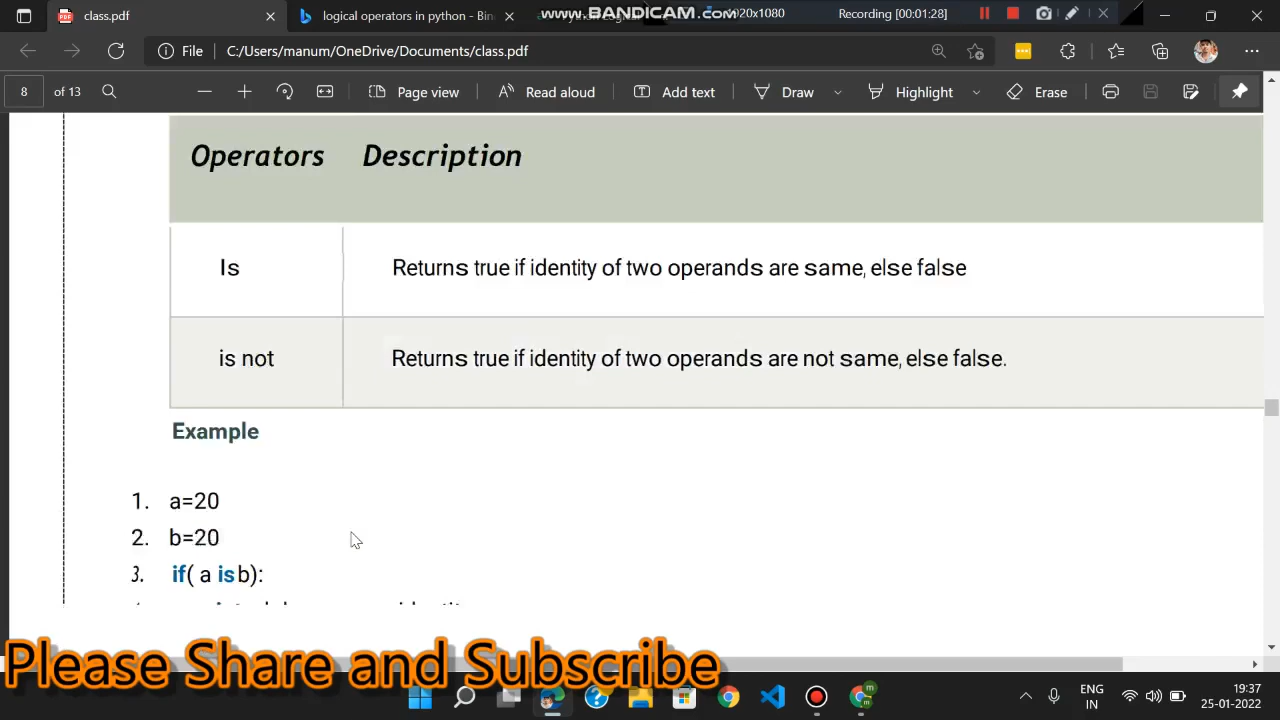 class.pdf
logical operators in python - Bin
www.BANDICAM.com
1920x1080
Recording [00:01:28]
File
C:/Users/manum/OneDrive/Documents/class.pdf
8 of 13
Page view
Read aloud
Add text
Draw
Highlight
Erase
Operators Description
Is Returns true if identity of two operands are same, else false
is not Returns true if identity of two operands are not same, else false.
Example
1. a=20
2. b=20
3. if( a is b):
Please Share and Subscribe
ENG
IN
19:37
25-01-2022